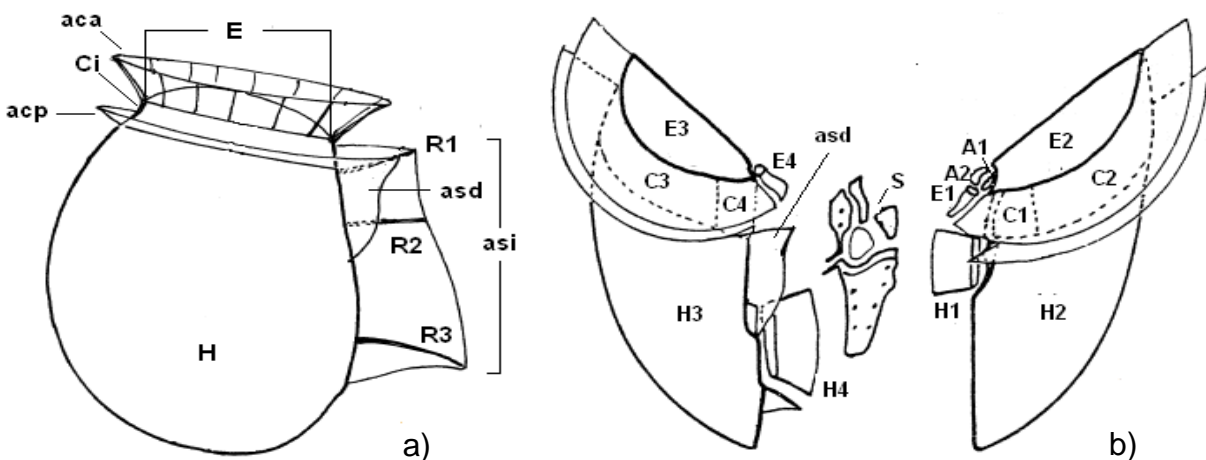 aca
E
Ci
acp
R1
asd
R2
asi
R3
H
a)
E3
E4
asd
C3
C4
S
H3
H4
A1
A2
E1
E2
C2
C1
H1
H2
b)